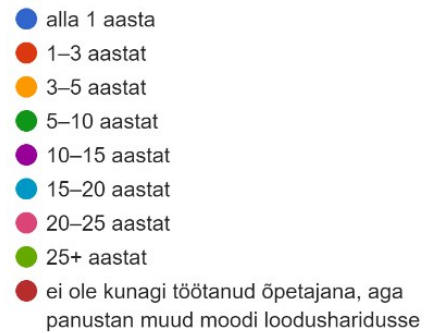 alla 1 aasta
1–3 aastat
3–5 aastat
5–10 aastat
10–15 aastat
15–20 aastat
20–25 aastat
25+ aastat
ei ole kunagi töötanud õpetajana, aga
panustan muud moodi loodusharidusse